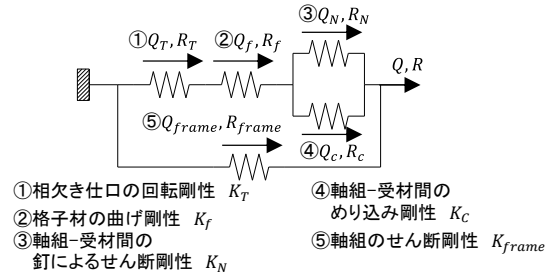 ①Q_T, R_T
②Q_f, R_f
③Q_N, R_N
Q, R
⑤Q_frame, R_frame
④Q_c, R_c
①相欠き仕口の回転剛性 K_T
②格子材の曲げ剛性 K_f
③軸組-受材間の
釘によるせん断剛性 K_N
④軸組-受材間の
めり込み剛性 K_C
⑤軸組のせん断剛性 K_frame